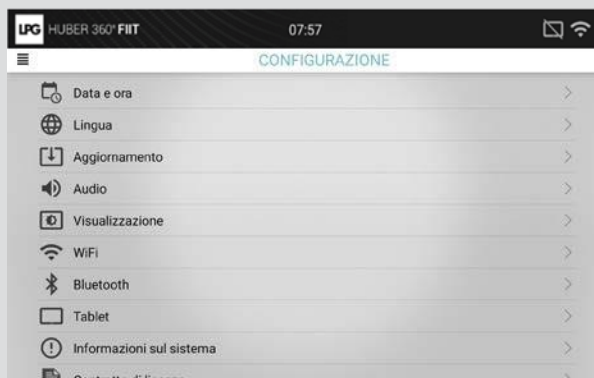 LPG HUBER 360° FIIT 07:57
CONFIGURAZIONE
Data e ora
Lingua
Aggiornamento
Audio
Visualizzazione
WiFi
Bluetooth
Tablet
Informazioni sul sistema